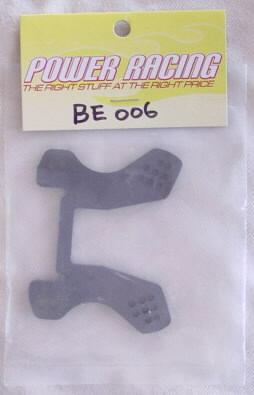 POWER RACING
THE RIGHT STUFF AT THE RIGHT PRICE
BE 006